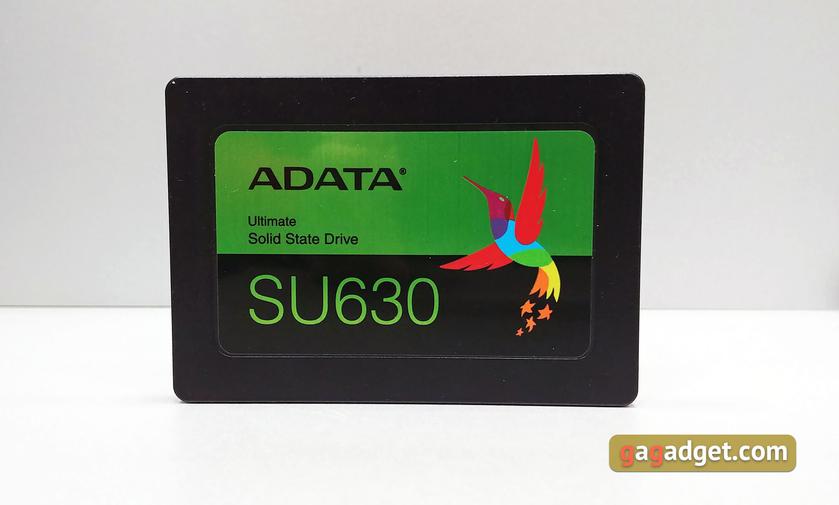 ADATA®
Ultimate
Solid State Drive
SU630
gagadget.com